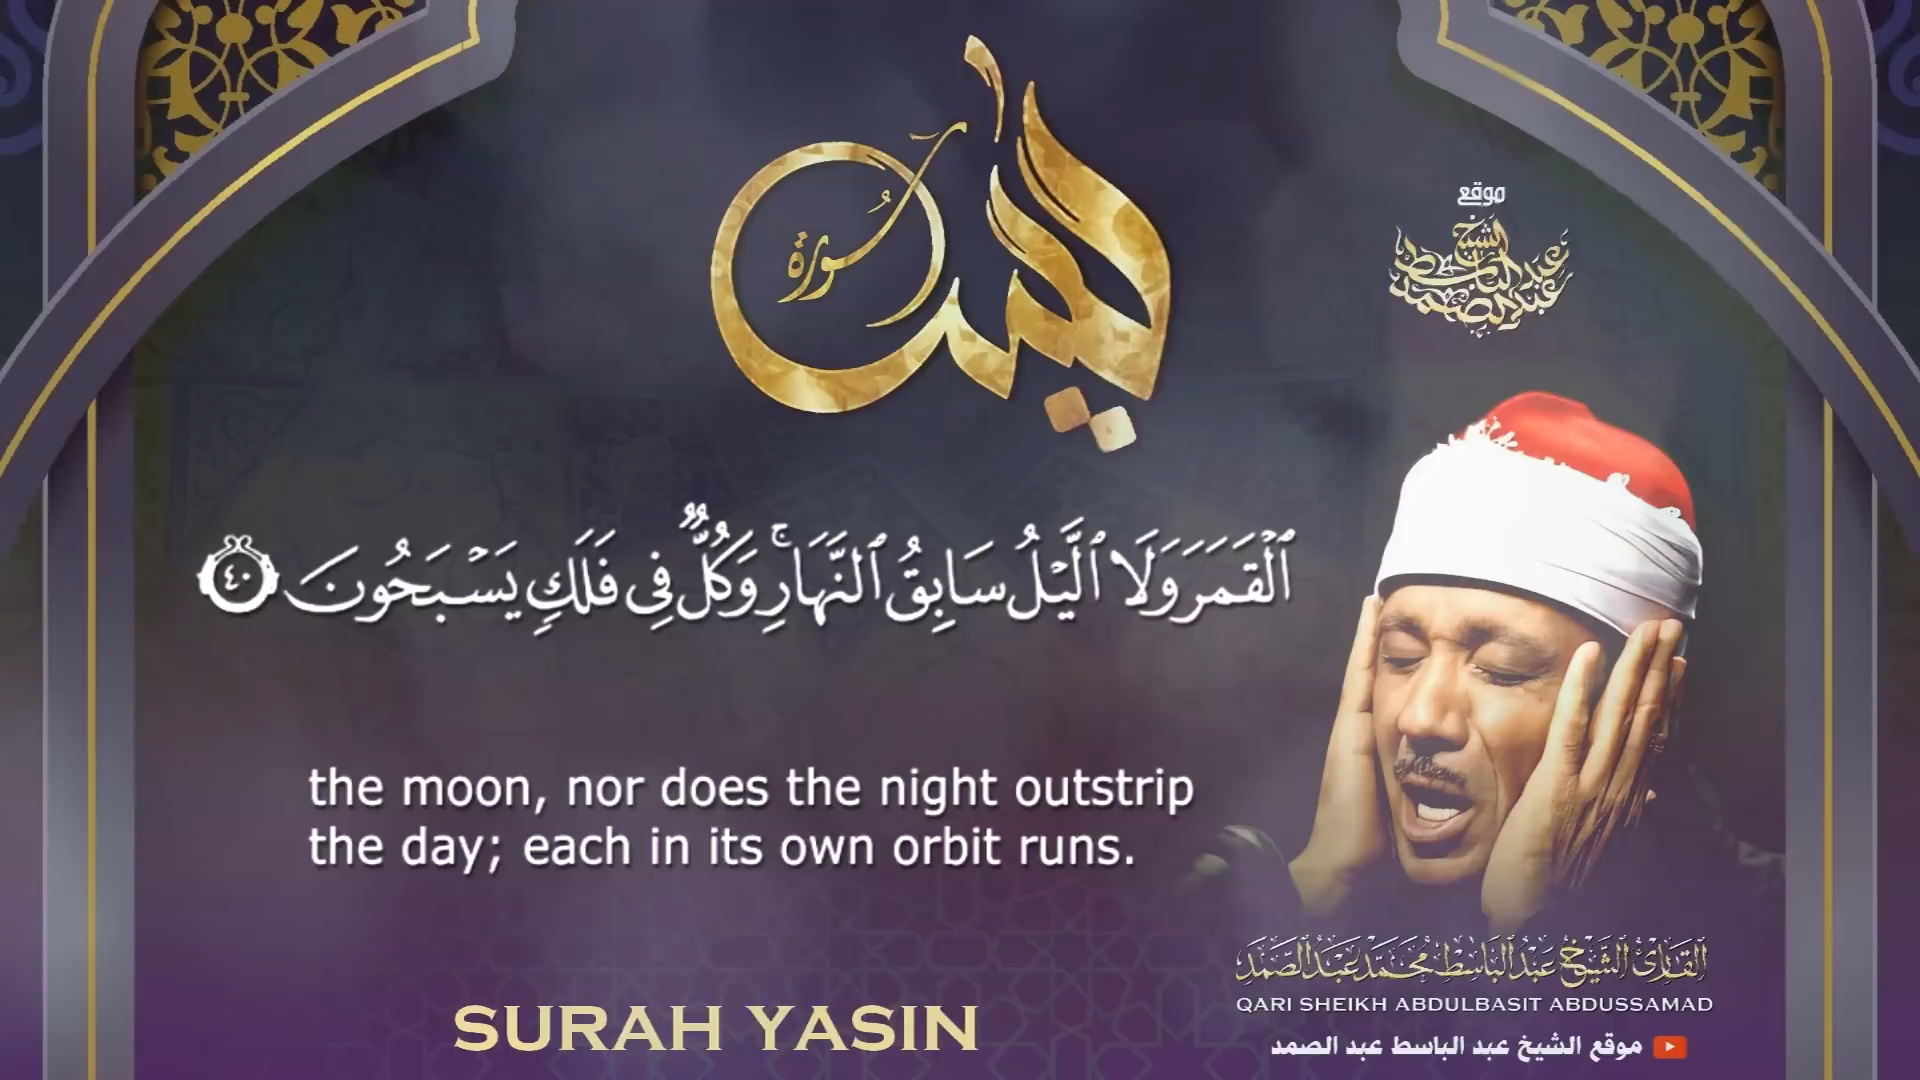 سورة
يس
موقع
الشيخ
عبد الباسط
عبد الصمد
ٱلْقَمَرَ وَلَا ٱلَّيْلُ سَابِقُ ٱلنَّهَارِ ۚ وَكُلٌّ فِى فَلَكٍ يَسْبَحُونَ ٤٠
the moon, nor does the night outstrip
the day; each in its own orbit runs.
SURAH YASIN
القارئ الشيخ عبد الباسط محمد عبد الصمد
QARI SHEIKH ABDULBASIT ABDUSSAMAD
موقع الشيخ عبد الباسط عبد الصمد